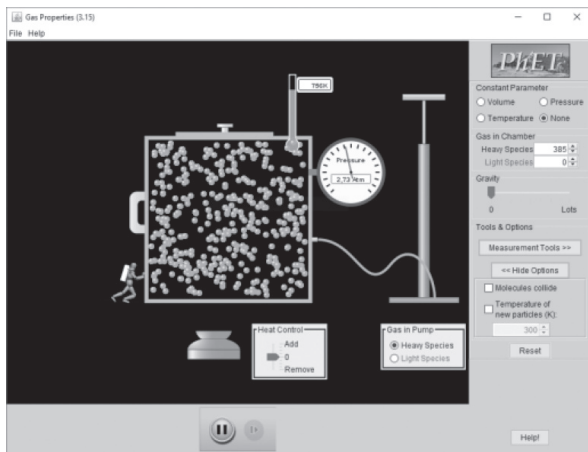 Gas Properties (3.15)
File Help
PhET
Constant Parameter
Volume Pressure
Temperature None
Gas in Chamber
Heavy Species 385
Light Species 0
Gravity
0 Lots
Tools & Options
Measurement Tools >>
<< Hide Options
Molecules collide
Temperature of
new particles (K):
300
Reset
Help!
Pressure
2,73 Atm
Heat Control
Add
0
Remove
Gas in Pump
Heavy Species
Light Species